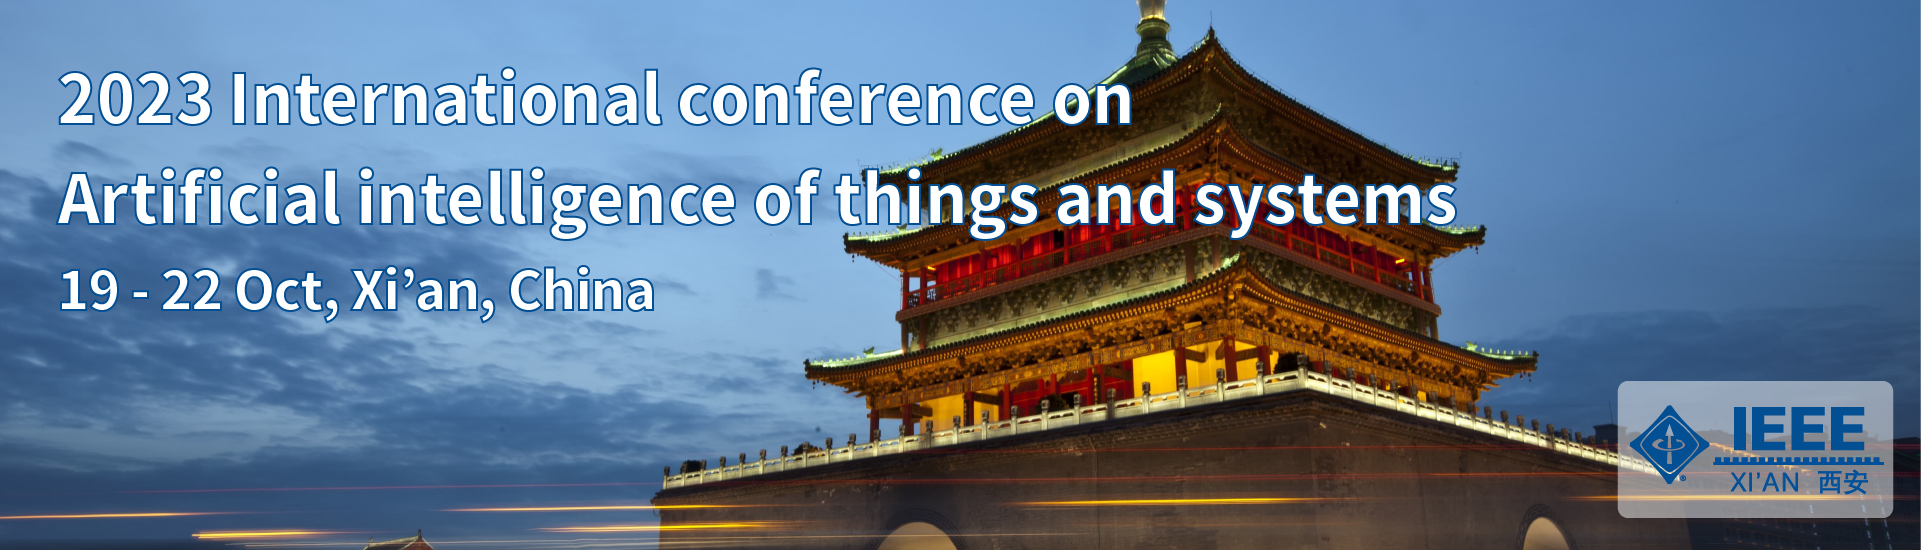 2023 International conference on
Artificial intelligence of things and systems
19 - 22 Oct, Xi’an, China
IEEE
XI’AN 西安